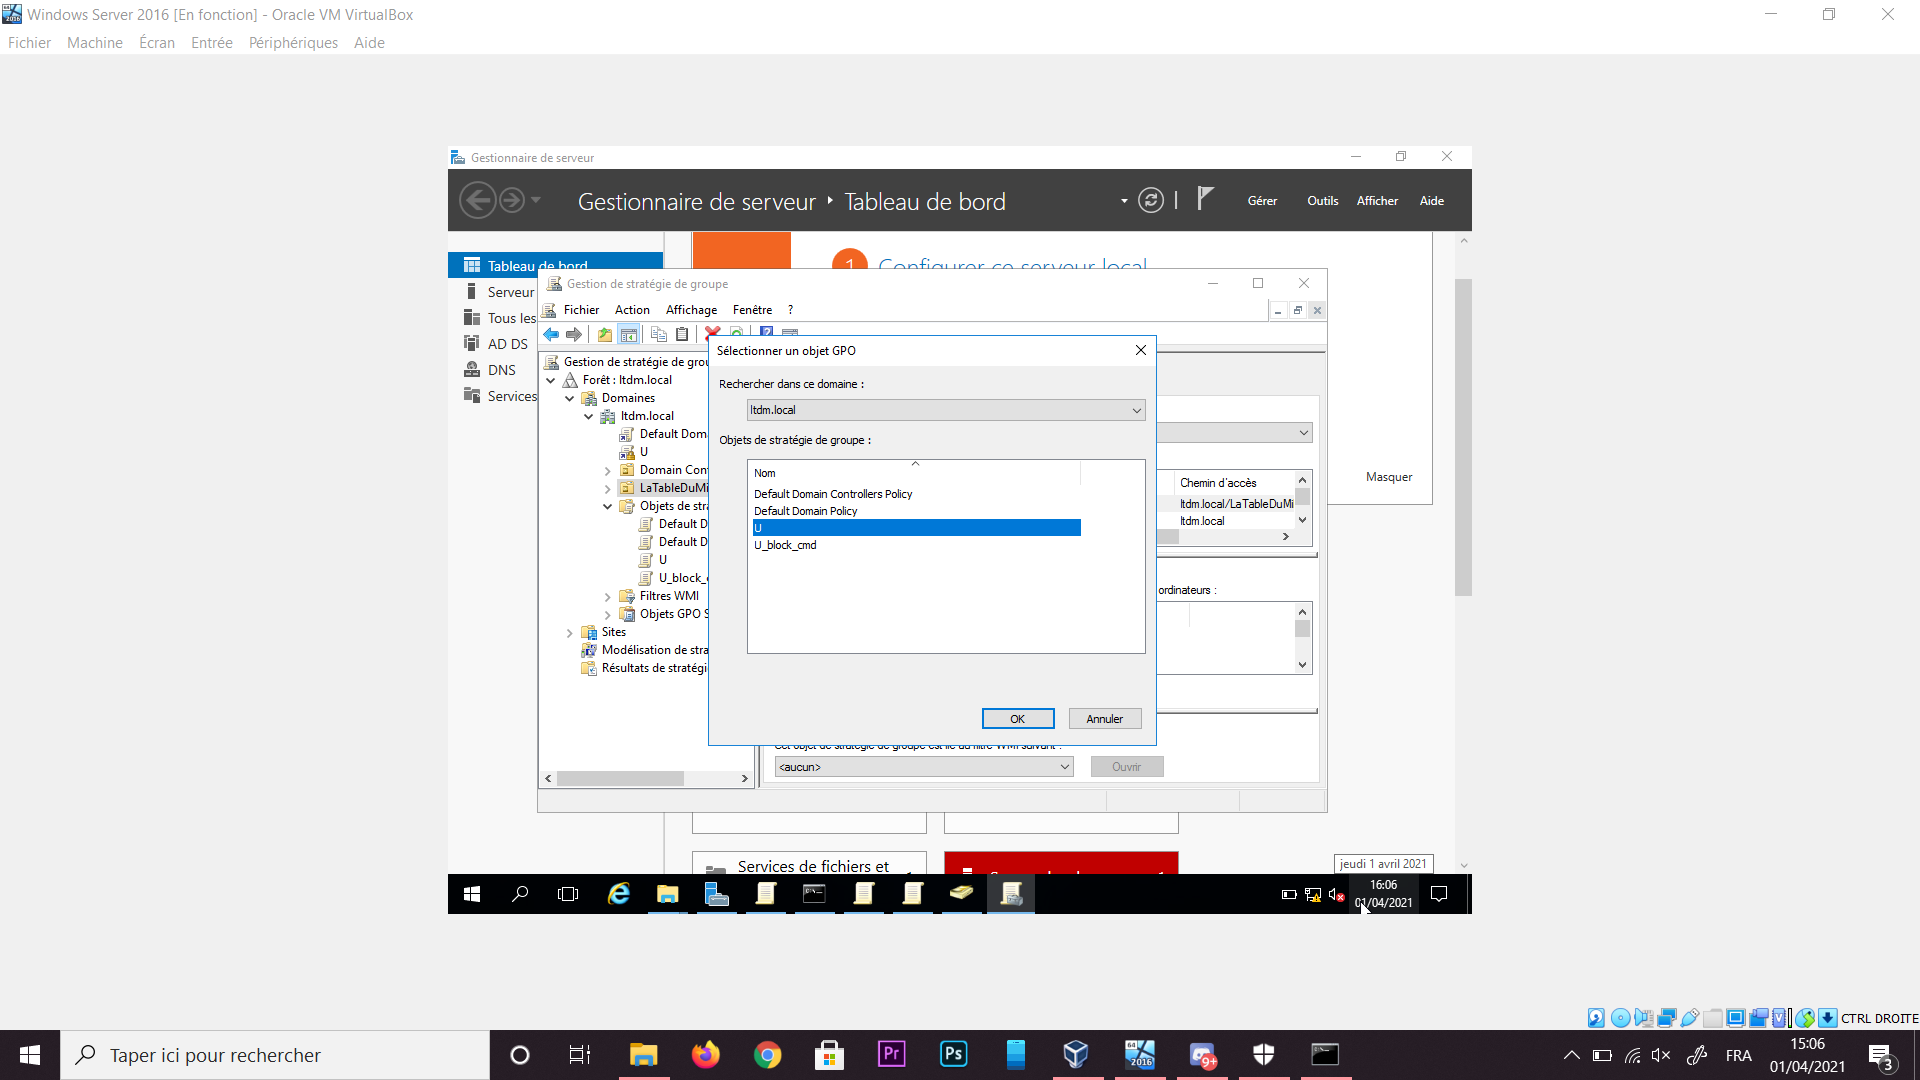 Windows Server 2016 [En fonction] - Oracle VM VirtualBox
Fichier Machine Écran Entrée Périphériques Aide
Gestionnaire de serveur
Gestionnaire de serveur ‣ Tableau de bord
Gérer Outils Afficher Aide
Tableau de bord
1 Configurer ce serveur local
Serveur
Tous les
AD DS
DNS
Services
Masquer
Gestion de stratégie de groupe
Fichier Action Affichage Fenêtre ?
Gestion de stratégie de grou
Forêt : ltdm.local
Domaines
ltdm.local
Default Dom
U
Domain Con
LaTableDuMi
Objets de stra
Default D
Default D
U
U_block_
Filtres WMI
Objets GPO S
Sites
Modélisation de stra
Résultats de stratégi
Sélectionner un objet GPO
Rechercher dans ce domaine :
ltdm.local
Objets de stratégie de groupe :
Nom
Default Domain Controllers Policy
Default Domain Policy
U
U_block_cmd
OK Annuler
Chemin d'accès
ltdm.local/LaTableDuMi
ltdm.local
ordinateurs :
Cet objet de stratégie de groupe est lié au filtre WMI suivant :
<aucun> Ouvrir
Services de fichiers et
jeudi 1 avril 2021
16:06
01/04/2021
CTRL DROITE
Taper ici pour rechercher
Pr Ps 64 2016 9+
FRA
15:06
01/04/2021
3